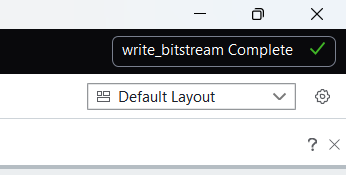 write_bitstream Complete
Default Layout
?